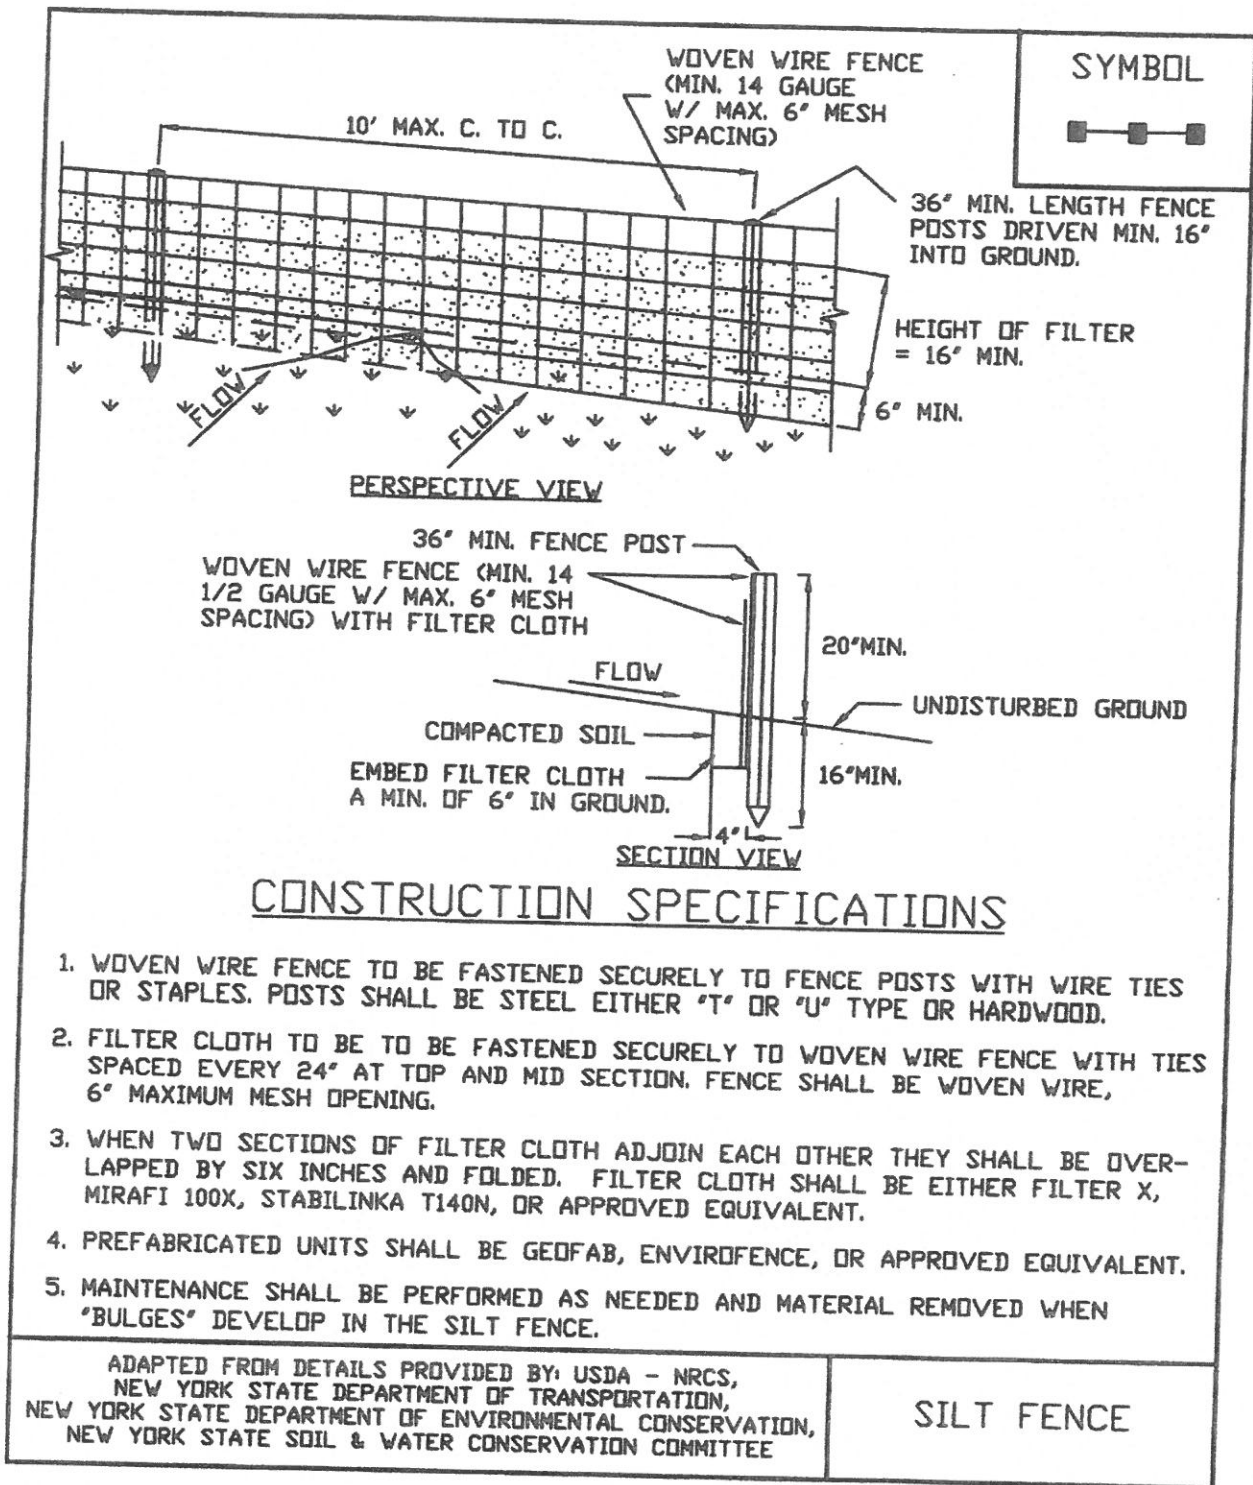 WOVEN WIRE FENCE
(MIN. 14 GAUGE
W/ MAX. 6" MESH
SPACING)
SYMBOL
10' MAX. C. TO C.
36" MIN. LENGTH FENCE
POSTS DRIVEN MIN. 16"
INTO GROUND.
HEIGHT OF FILTER
= 16" MIN.
6" MIN.
FLOW
FLOW
PERSPECTIVE VIEW
36" MIN. FENCE POST
WOVEN WIRE FENCE (MIN. 14
1/2 GAUGE W/ MAX. 6" MESH
SPACING) WITH FILTER CLOTH
20"MIN.
FLOW
UNDISTURBED GROUND
COMPACTED SOIL
EMBED FILTER CLOTH
A MIN. OF 6" IN GROUND.
16"MIN.
4"
SECTION VIEW
CONSTRUCTION SPECIFICATIONS
1. WOVEN WIRE FENCE TO BE FASTENED SECURELY TO FENCE POSTS WITH WIRE TIES
OR STAPLES. POSTS SHALL BE STEEL EITHER "T" OR "U" TYPE OR HARDWOOD.
2. FILTER CLOTH TO BE TO BE FASTENED SECURELY TO WOVEN WIRE FENCE WITH TIES
SPACED EVERY 24" AT TOP AND MID SECTION. FENCE SHALL BE WOVEN WIRE,
6" MAXIMUM MESH OPENING.
3. WHEN TWO SECTIONS OF FILTER CLOTH ADJOIN EACH OTHER THEY SHALL BE OVER-
LAPPED BY SIX INCHES AND FOLDED. FILTER CLOTH SHALL BE EITHER FILTER X,
MIRAFI 100X, STABILINKA T140N, OR APPROVED EQUIVALENT.
4. PREFABRICATED UNITS SHALL BE GEOFAB, ENVIROFENCE, OR APPROVED EQUIVALENT.
5. MAINTENANCE SHALL BE PERFORMED AS NEEDED AND MATERIAL REMOVED WHEN
"BULGES" DEVELOP IN THE SILT FENCE.
ADAPTED FROM DETAILS PROVIDED BY: USDA - NRCS,
NEW YORK STATE DEPARTMENT OF TRANSPORTATION,
NEW YORK STATE DEPARTMENT OF ENVIRONMENTAL CONSERVATION,
NEW YORK STATE SOIL & WATER CONSERVATION COMMITTEE
SILT FENCE